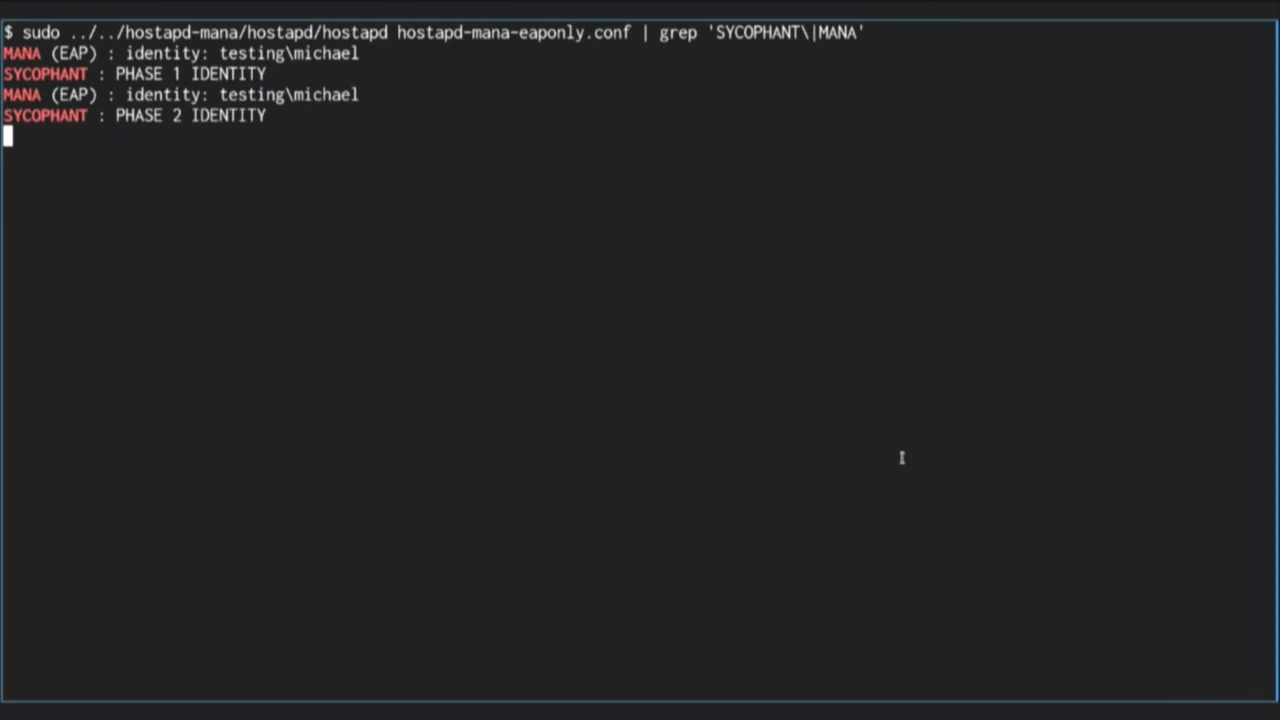 $ sudo ../../hostapd-mana/hostapd/hostapd hostapd-mana-eaponly.conf | grep 'SYCOPHANT\|MANA'
MANA (EAP) : identity: testing\michael
SYCOPHANT : PHASE 1 IDENTITY
MANA (EAP) : identity: testing\michael
SYCOPHANT : PHASE 2 IDENTITY